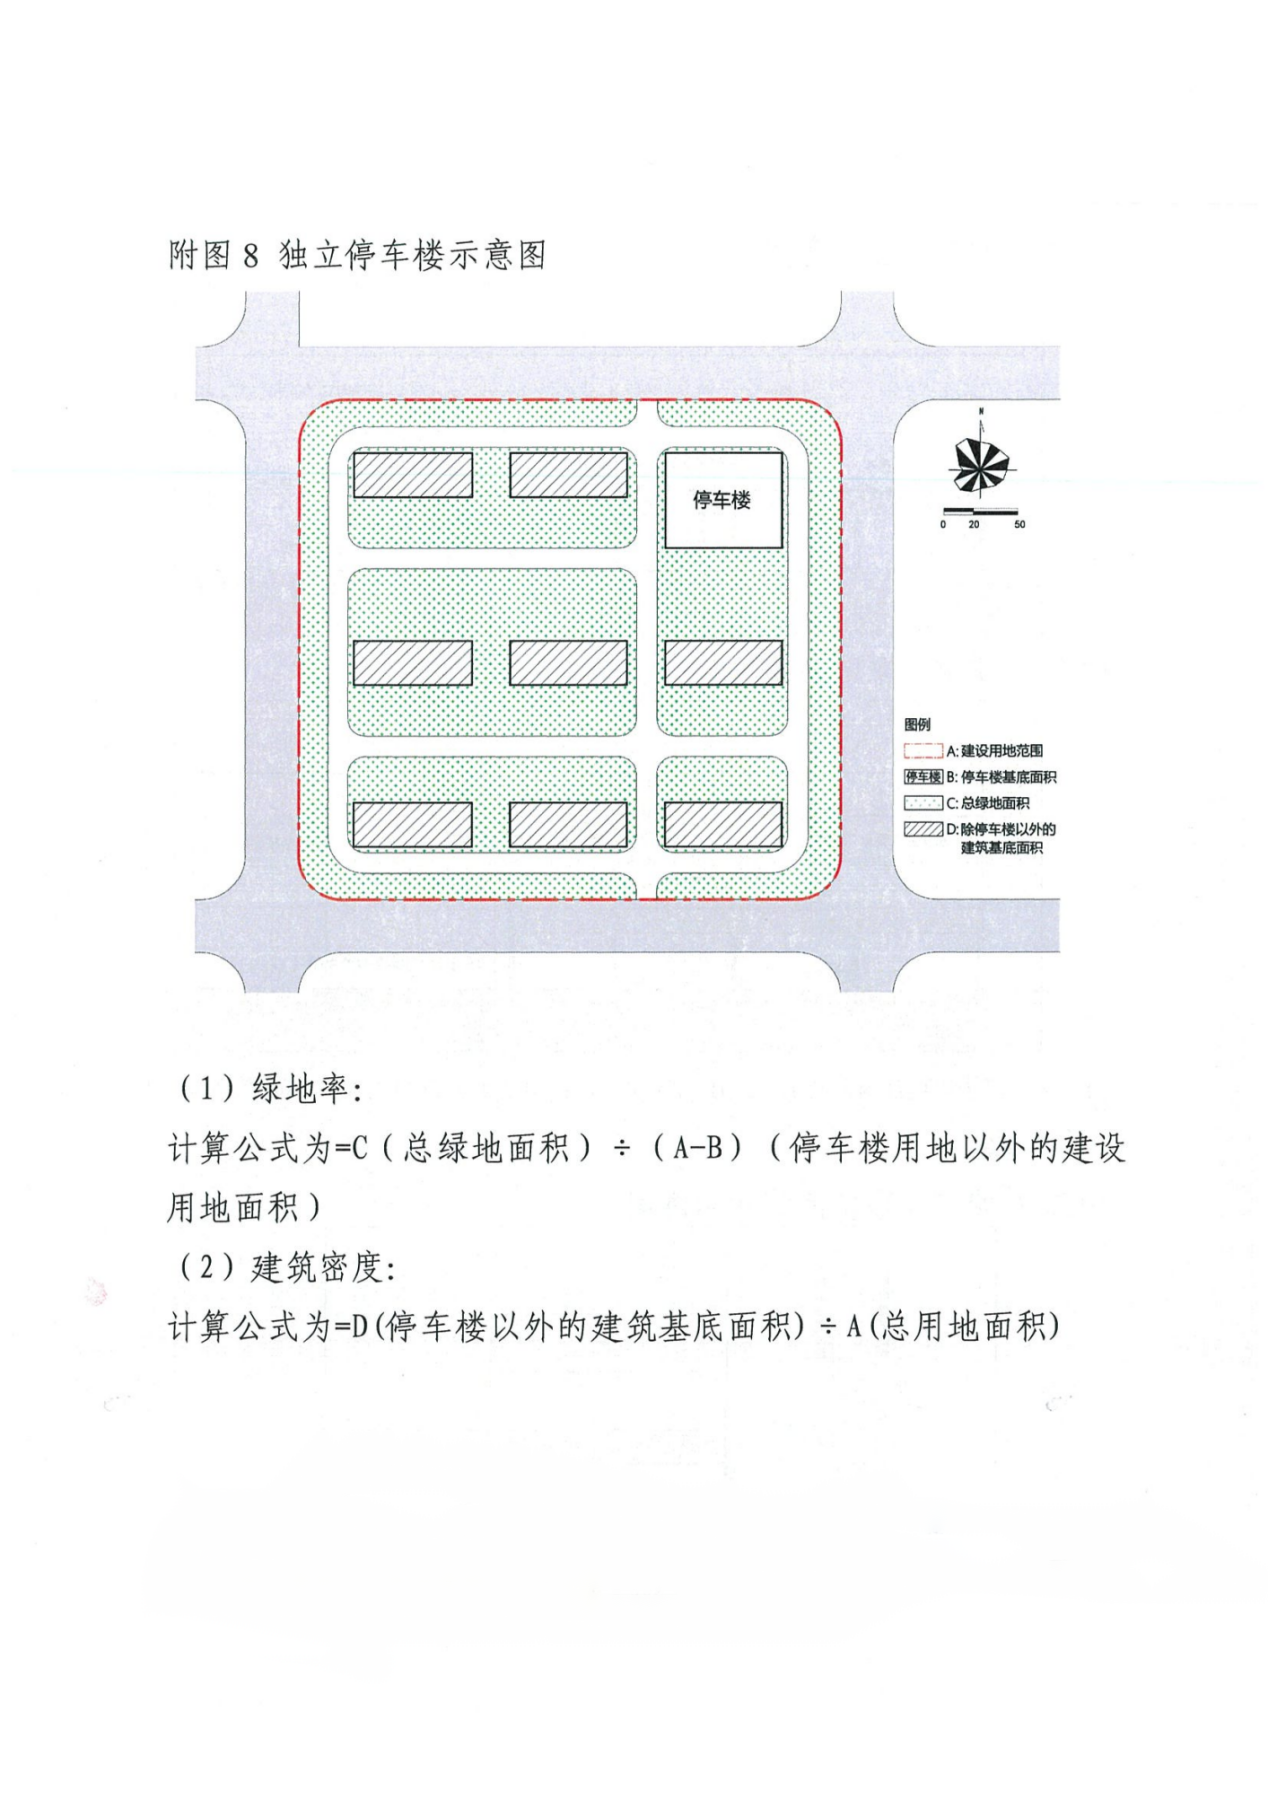 附图 8 独立停车楼示意图
N
停车楼
0 20 50
图例
A:建设用地范围
停车楼 B:停车楼基底面积
C:总绿地面积
D:除停车楼以外的
建筑基底面积
（1）绿地率:
计算公式为=C（总绿地面积）÷（A-B）（停车楼用地以外的建设
用地面积）
（2）建筑密度:
计算公式为=D(停车楼以外的建筑基底面积)÷A(总用地面积)